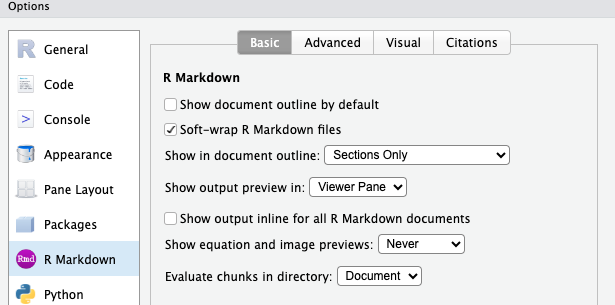 Options
General
Code
Console
Appearance
Pane Layout
Packages
Rmd R Markdown
Python
Basic Advanced Visual Citations
R Markdown
Show document outline by default
Soft-wrap R Markdown files
Show in document outline: Sections Only
Show output preview in: Viewer Pane
Show output inline for all R Markdown documents
Show equation and image previews: Never
Evaluate chunks in directory: Document